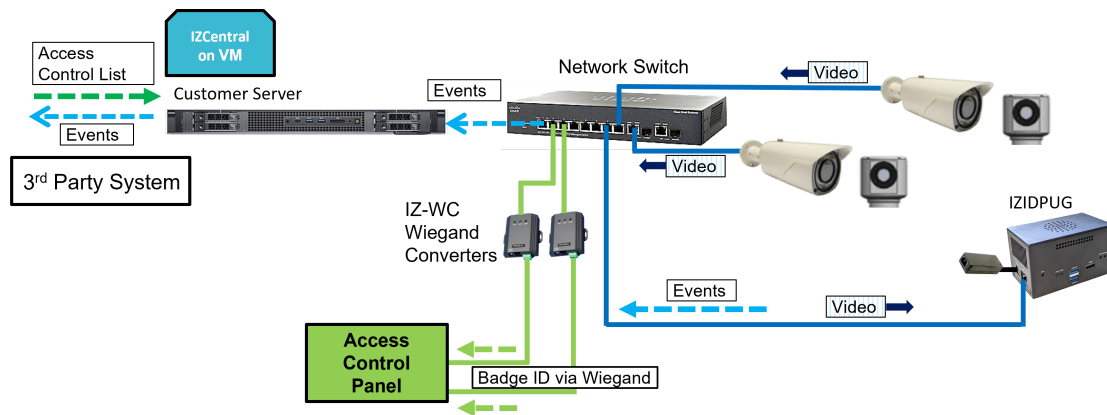 IZCentral
on VM
Access
Control List
Customer Server
Events
3rd Party System
Events
Network Switch
Video
Video
IZIDPUG
IZ-WC
Wiegand
Converters
Events
Video
Access
Control
Panel
Badge ID via Wiegand